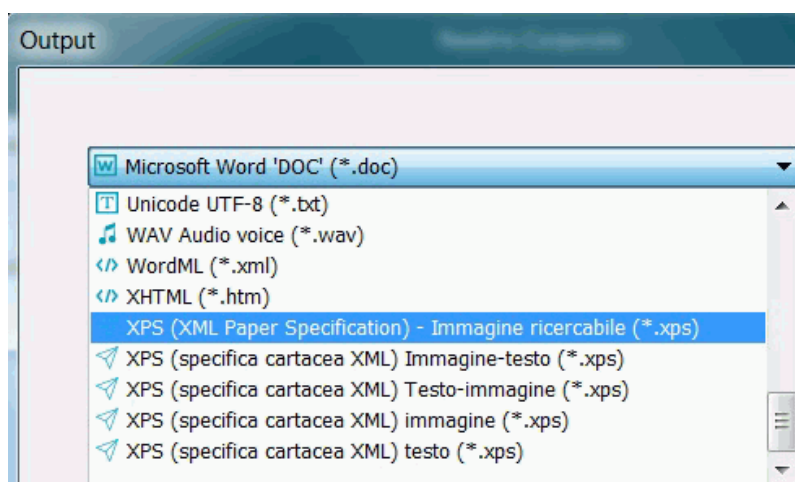 Output
Microsoft Word 'DOC' (*.doc)
Unicode UTF-8 (*.txt)
WAV Audio voice (*.wav)
WordML (*.xml)
XHTML (*.htm)
XPS (XML Paper Specification) - Immagine ricercabile (*.xps)
XPS (specifica cartacea XML) Immagine-testo (*.xps)
XPS (specifica cartacea XML) Testo-immagine (*.xps)
XPS (specifica cartacea XML) immagine (*.xps)
XPS (specifica cartacea XML) testo (*.xps)